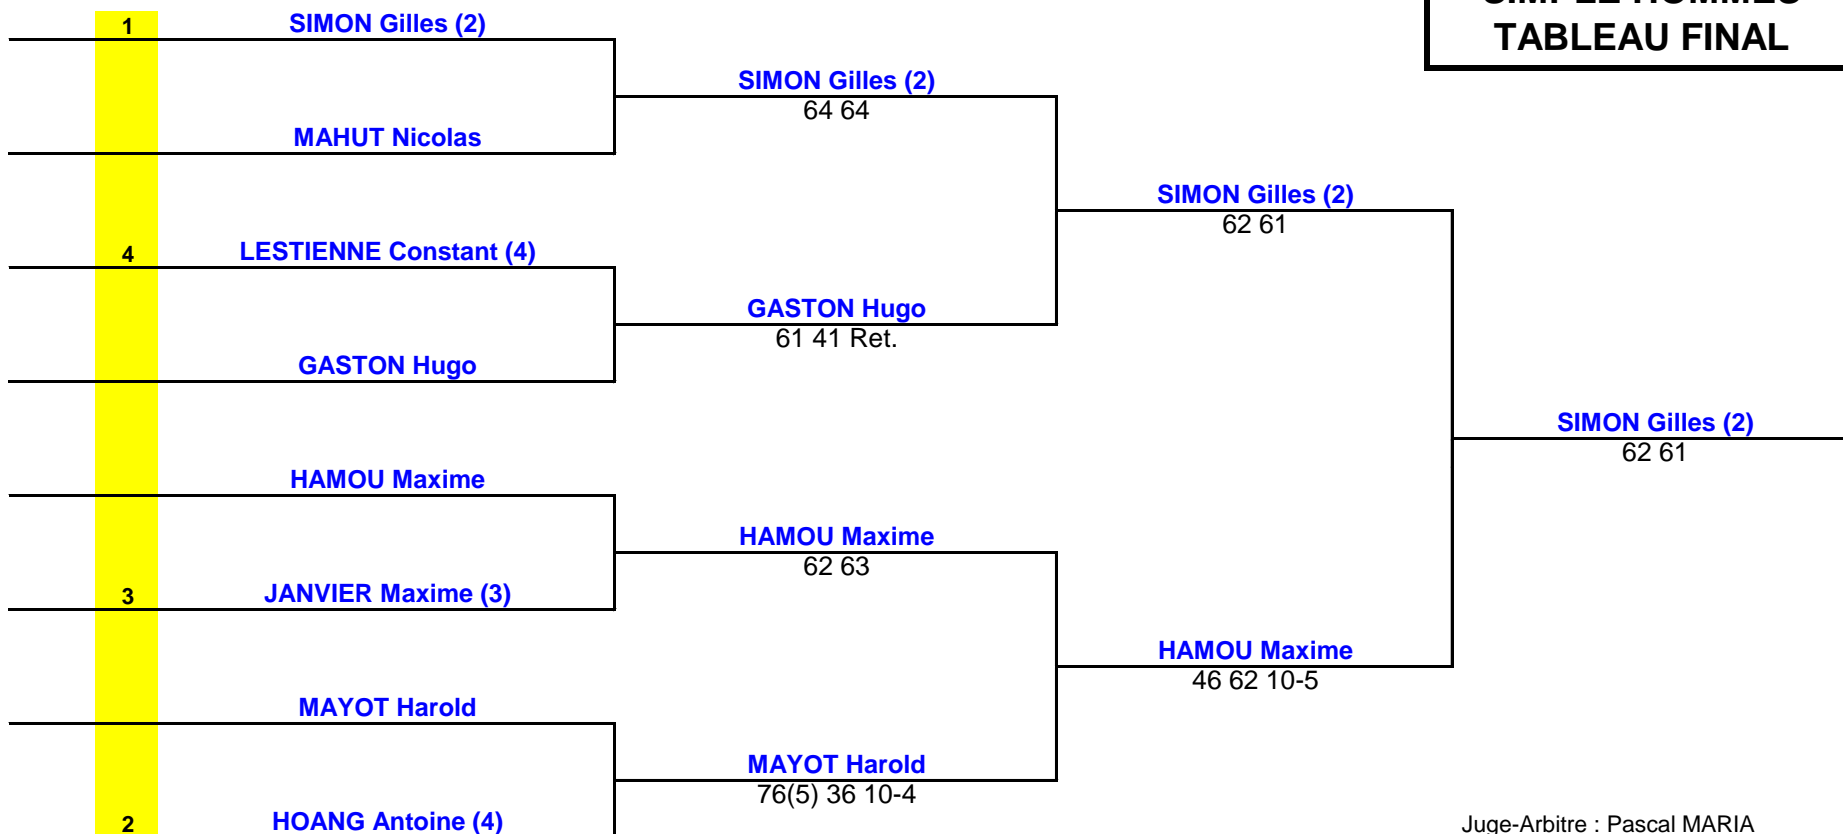 SIMPLE HOMMES
TABLEAU FINAL
1 SIMON Gilles (2)
SIMON Gilles (2)
64 64
MAHUT Nicolas
SIMON Gilles (2)
62 61
4 LESTIENNE Constant (4)
GASTON Hugo
61 41 Ret.
GASTON Hugo
SIMON Gilles (2)
62 61
HAMOU Maxime
HAMOU Maxime
62 63
3 JANVIER Maxime (3)
HAMOU Maxime
46 62 10-5
MAYOT Harold
MAYOT Harold
76(5) 36 10-4
2 HOANG Antoine (4)
Juge-Arbitre : Pascal MARIA